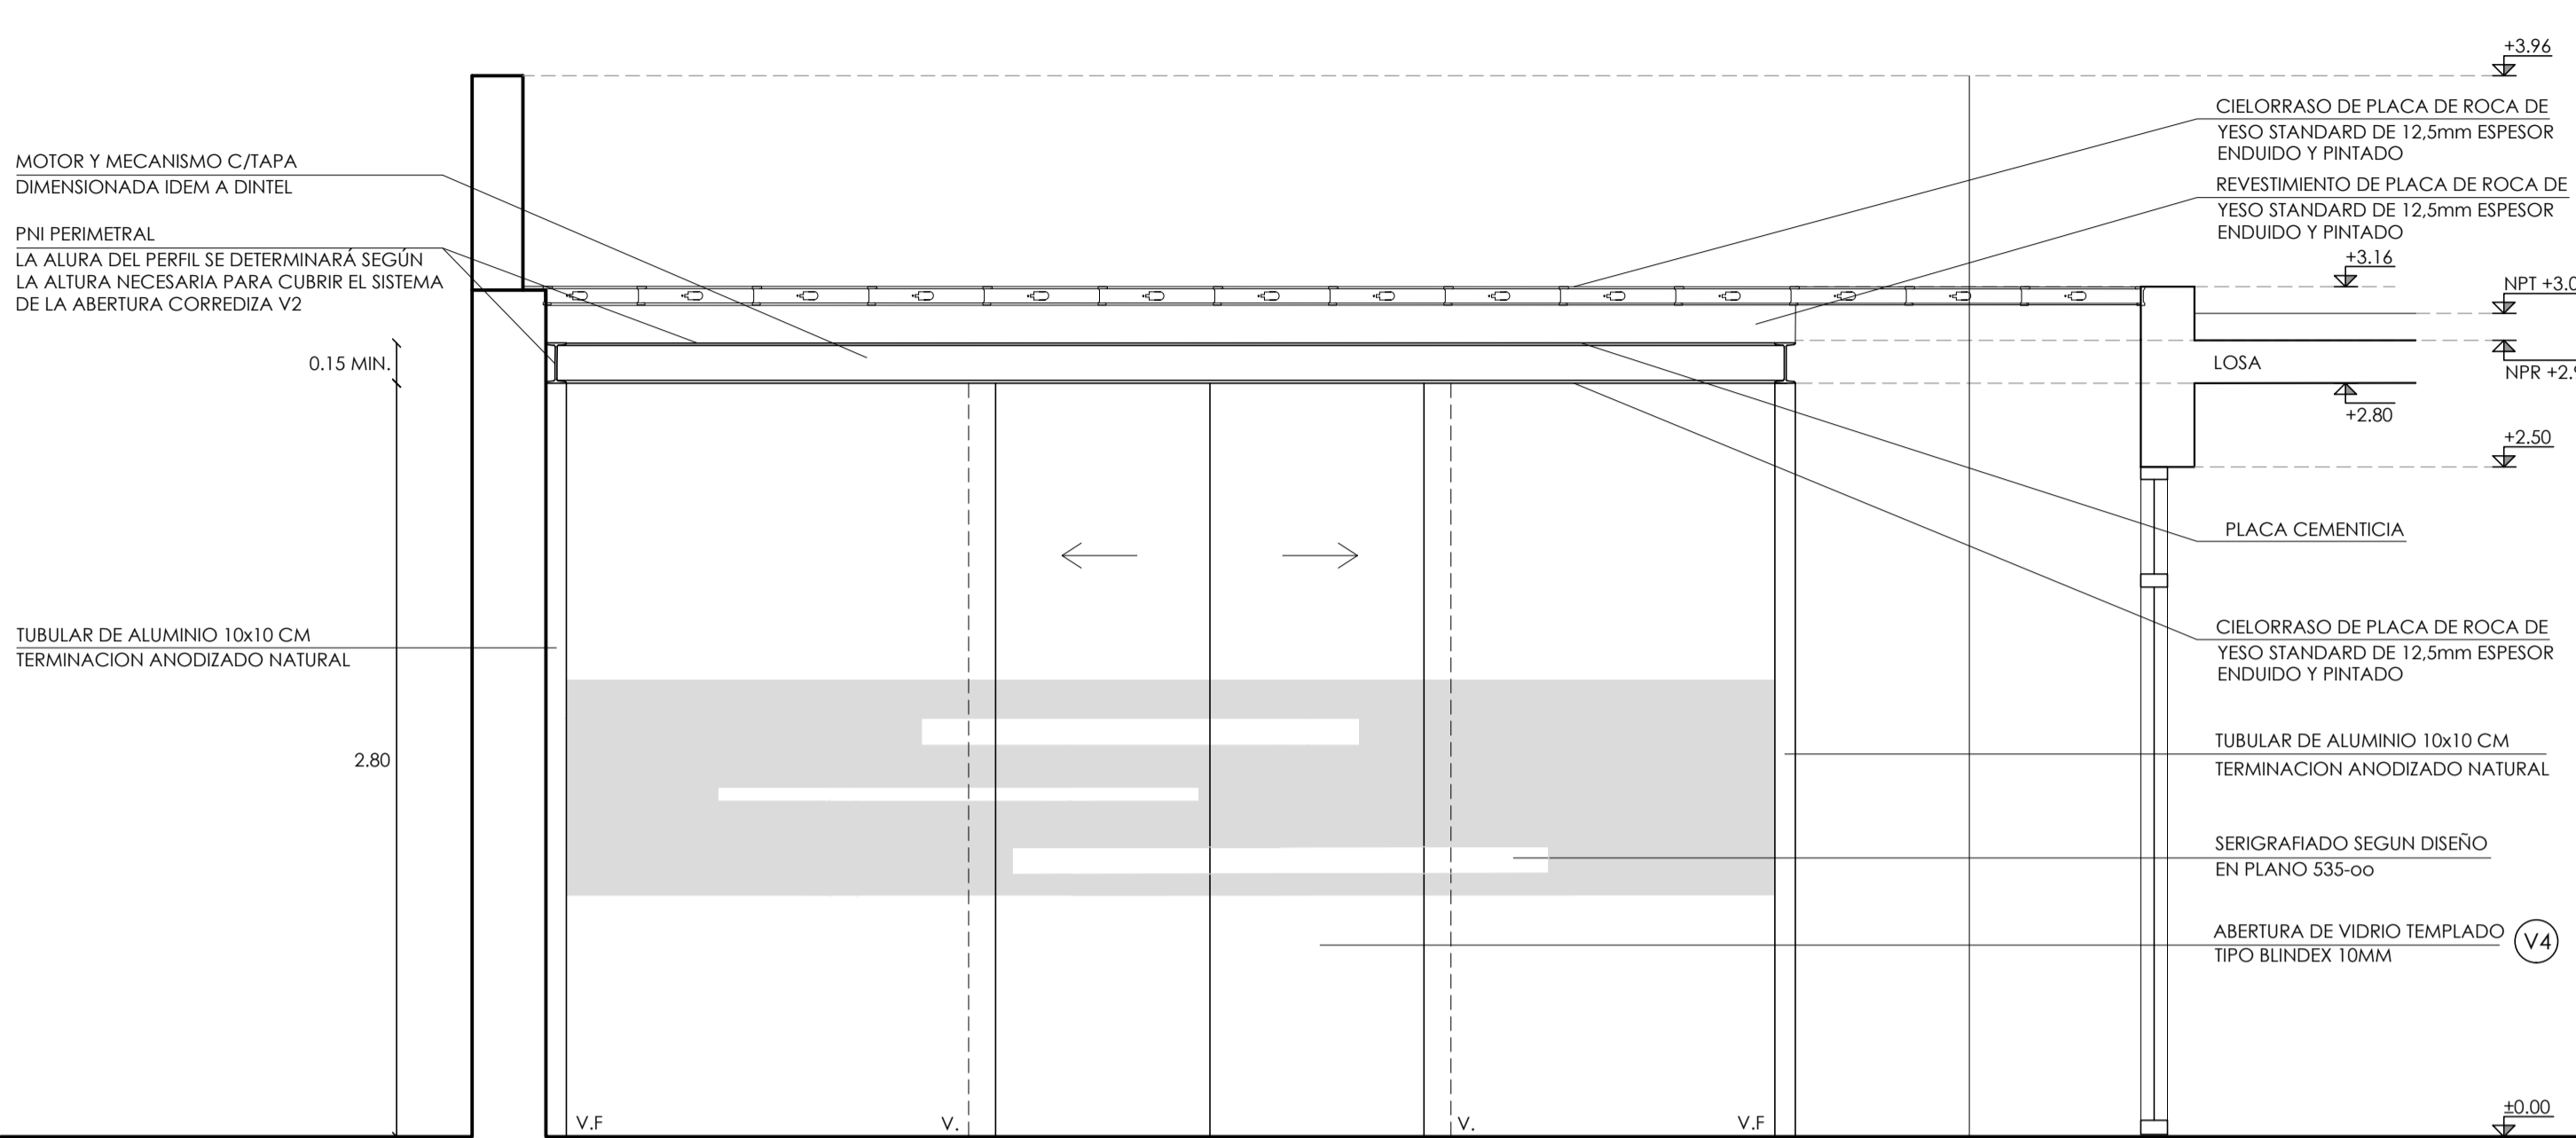 +3.96
CIELORRASO DE PLACA DE ROCA DE
YESO STANDARD DE 12,5mm ESPESOR
ENDUIDO Y PINTADO
MOTOR Y MECANISMO C/TAPA
DIMENSIONADA IDEM A DINTEL
REVESTIMIENTO DE PLACA DE ROCA DE
YESO STANDARD DE 12,5mm ESPESOR
ENDUIDO Y PINTADO
PNI PERIMETRAL
LA ALURA DEL PERFIL SE DETERMINARÁ SEGÚN
LA ALTURA NECESARIA PARA CUBRIR EL SISTEMA
DE LA ABERTURA CORREDIZA V2
+3.16
NPT +3.0
0.15 MIN.
LOSA
NPR +2.9
+2.80
+2.50
PLACA CEMENTICIA
TUBULAR DE ALUMINIO 10x10 CM
TERMINACION ANODIZADO NATURAL
CIELORRASO DE PLACA DE ROCA DE
YESO STANDARD DE 12,5mm ESPESOR
ENDUIDO Y PINTADO
2.80
TUBULAR DE ALUMINIO 10x10 CM
TERMINACION ANODIZADO NATURAL
SERIGRAFIADO SEGUN DISEÑO
EN PLANO 535-oo
ABERTURA DE VIDRIO TEMPLADO
TIPO BLINDEX 10MM
V4
±0.00
V.F
V.
V.
V.F